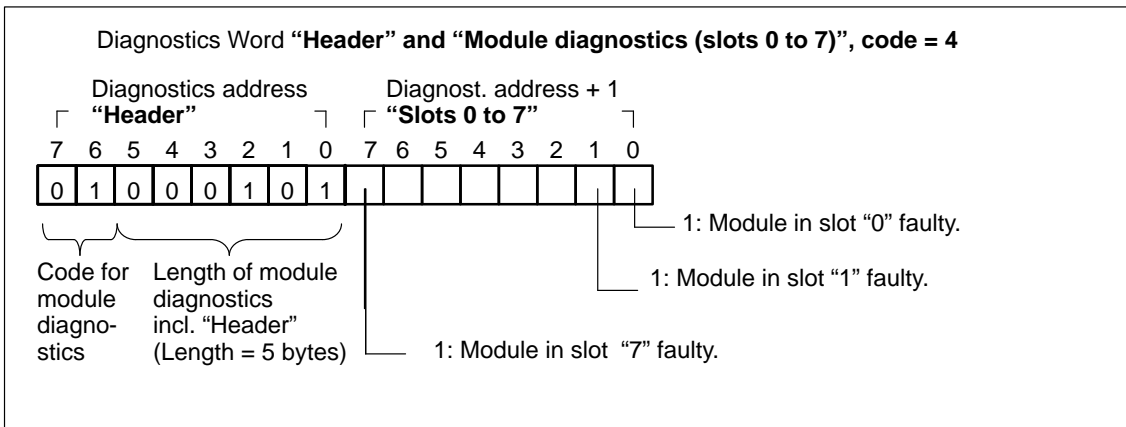 Diagnostics Word “Header” and “Module diagnostics (slots 0 to 7)”, code = 4
Diagnostics address
“Header”
Diagnost. address + 1
“Slots 0 to 7”
7 6 5 4 3 2 1 0 7 6 5 4 3 2 1 0
0 1 0 0 0 1 0 1
1: Module in slot “0” faulty.
1: Module in slot “1” faulty.
1: Module in slot “7” faulty.
Code for
module
diagno-
stics
Length of module
diagnostics
incl. “Header”
(Length = 5 bytes)